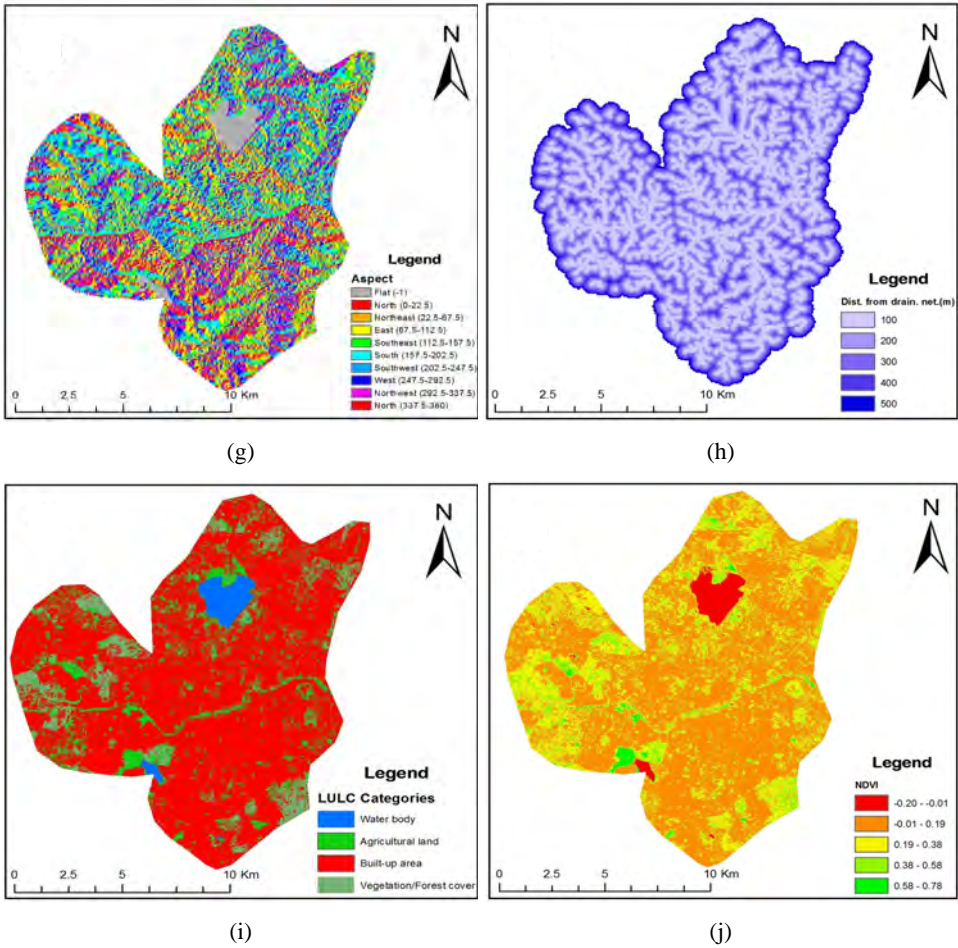 N
Legend
Aspect
Flat (-1)
North (0-22.5)
Northeast (22.5-67.5)
East (67.5-112.5)
Southeast (112.5-157.5)
South (157.5-202.5)
Southwest (202.5-247.5)
West (247.5-292.5)
Northwest (292.5-337.5)
North (337.5-360)
0 2.5 5 10 Km
(g)
N
Legend
Dist. from drain. net.(m)
100
200
300
400
500
0 2.5 5 10 Km
(h)
N
Legend
LULC Categories
Water body
Agricultural land
Built-up area
Vegetation/Forest cover
0 2.5 5 10 Km
(i)
N
Legend
NDVI
-0.20 - -0.01
-0.01 - 0.19
0.19 - 0.38
0.38 - 0.58
0.58 - 0.78
0 2.5 5 10 Km
(j)